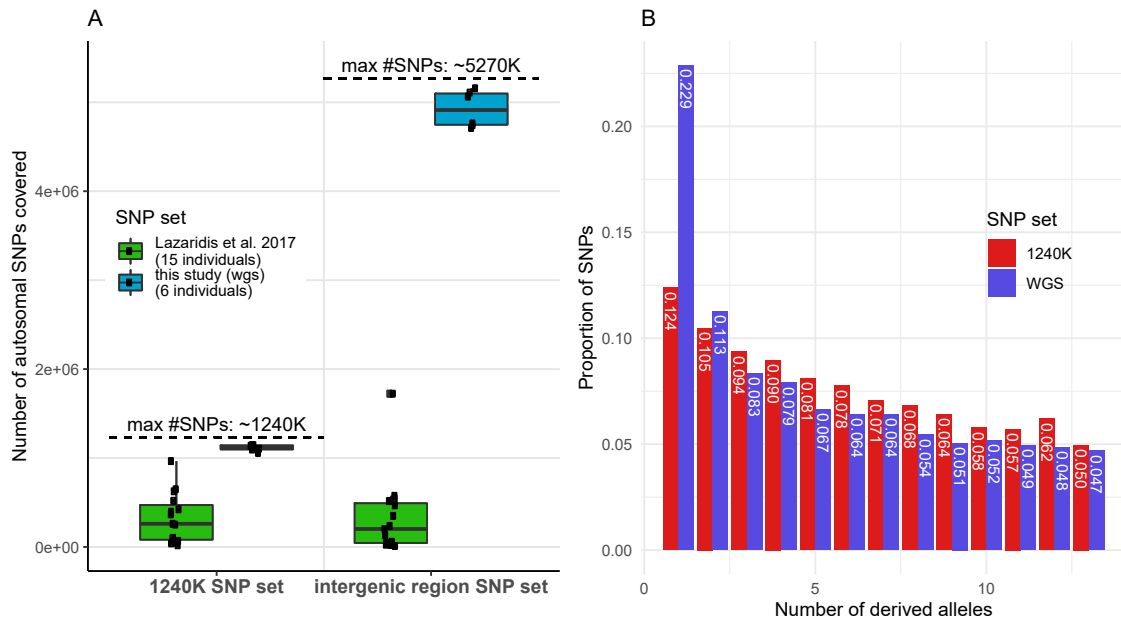 A
Number of autosomal SNPs covered
4e+06
2e+06
0e+00
max #SNPs: ~5270K
max #SNPs: ~1240K
SNP set
Lazaridis et al. 2017
(15 individuals)
this study (wgs)
(6 individuals)
1240K SNP set
intergenic region SNP set
B
Proportion of SNPs
0.20
0.15
0.10
0.05
0.00
0.124
0.229
0.105
0.113
0.094
0.083
0.090
0.079
0.081
0.067
0.078
0.064
0.071
0.064
0.068
0.054
0.064
0.051
0.058
0.052
0.057
0.049
0.062
0.048
0.050
0.047
SNP set
1240K
WGS
0
5
10
Number of derived alleles